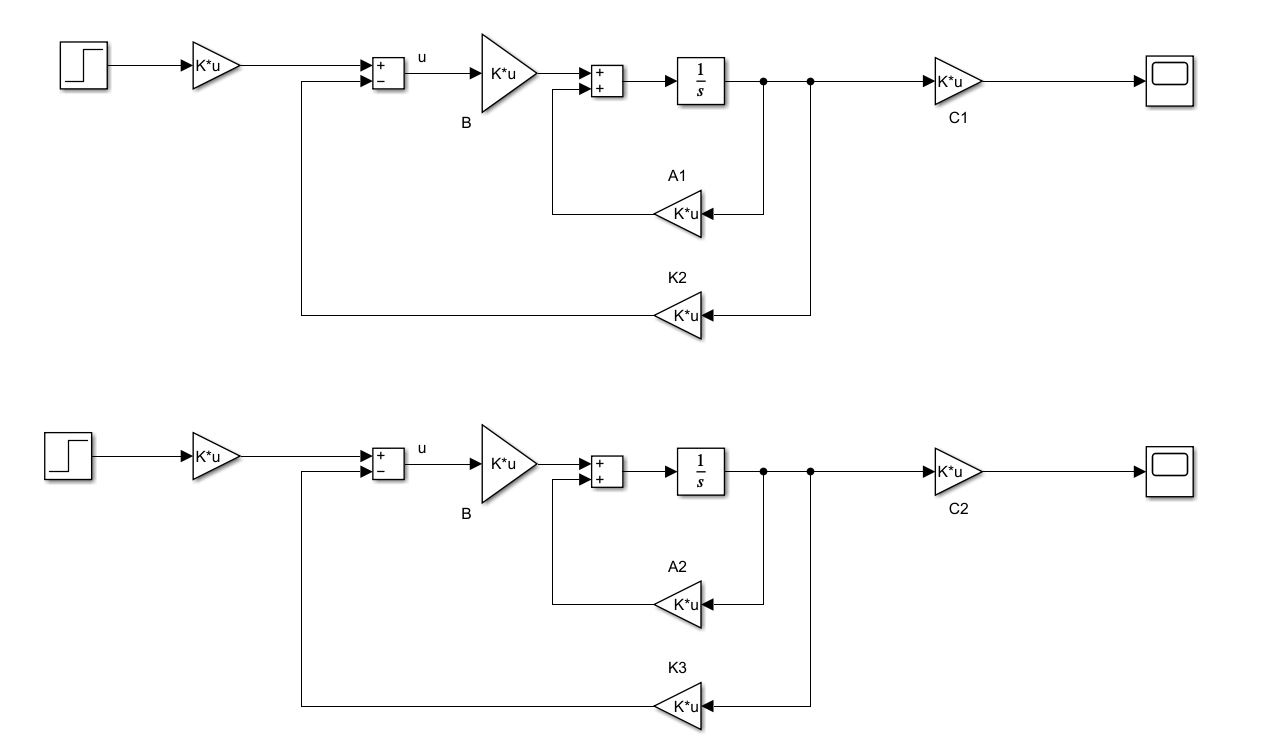 u
K*u + − K*u + + 1/s K*u
B C1
A1
K*u
K2
K*u
u
K*u + − K*u + + 1/s K*u
B C2
A2
K*u
K3
K*u